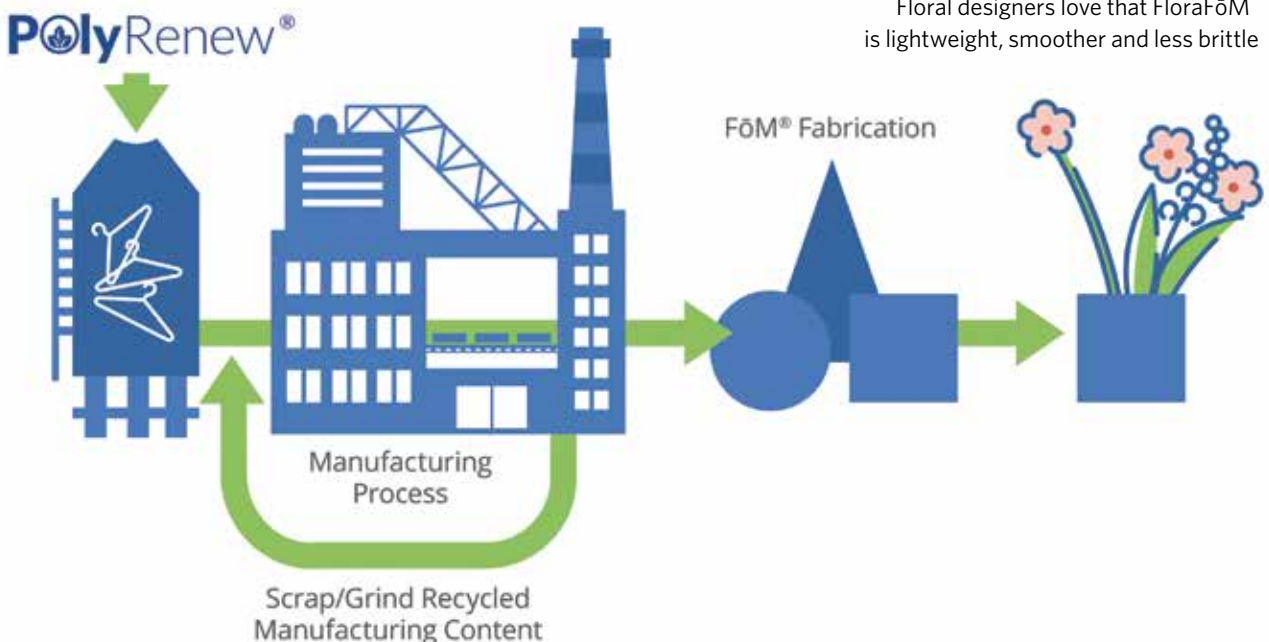 PolyRenew®
Floral designers love that FloraFōM
is lightweight, smoother and less brittle
FōM® Fabrication
Manufacturing
Process
Scrap/Grind Recycled
Manufacturing Content